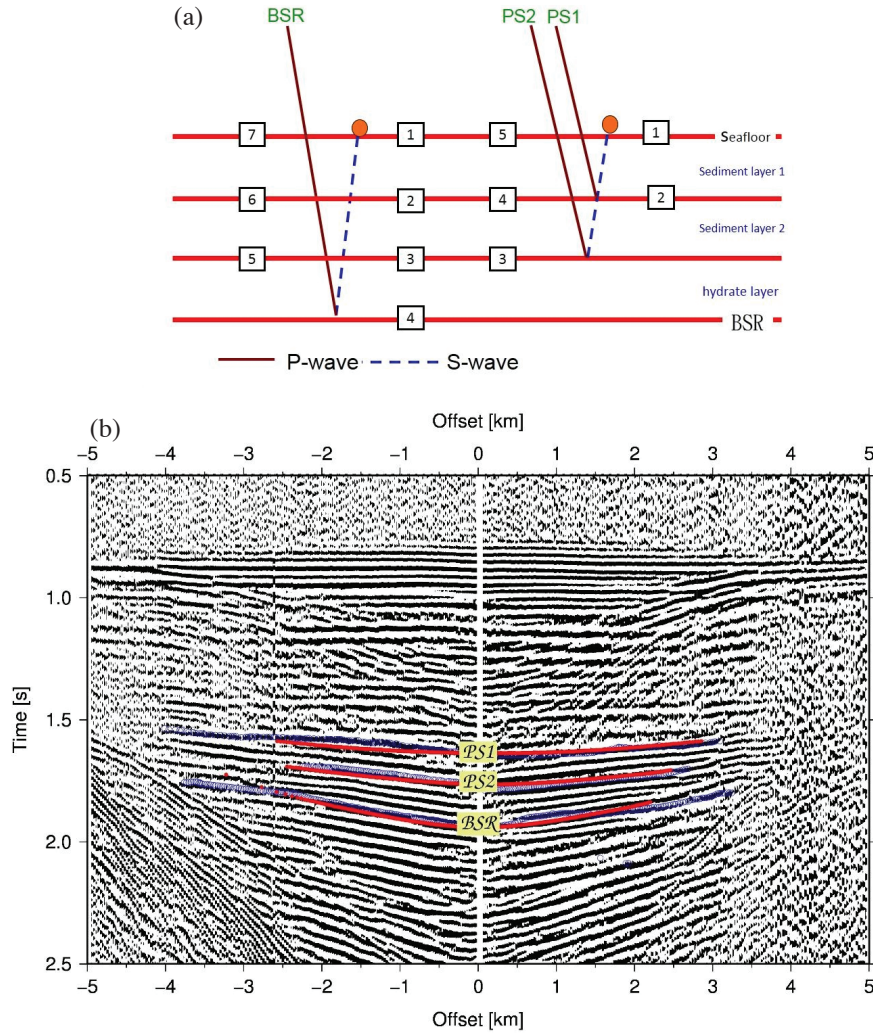 (a)
BSR PS2 PS1
7 1 5 1 Seafloor
Sediment layer 1
6 2 4 2
Sediment layer 2
5 3 3
hydrate layer
4 BSR
P-wave S-wave
(b)
Offset [km]
−5 −4 −3 −2 −1 0 1 2 3 4 5
0.5
1.0
1.5
2.0
2.5
Time [s]
PS1
PS2
BSR
−5 −4 −3 −2 −1 0 1 2 3 4 5
Offset [km]